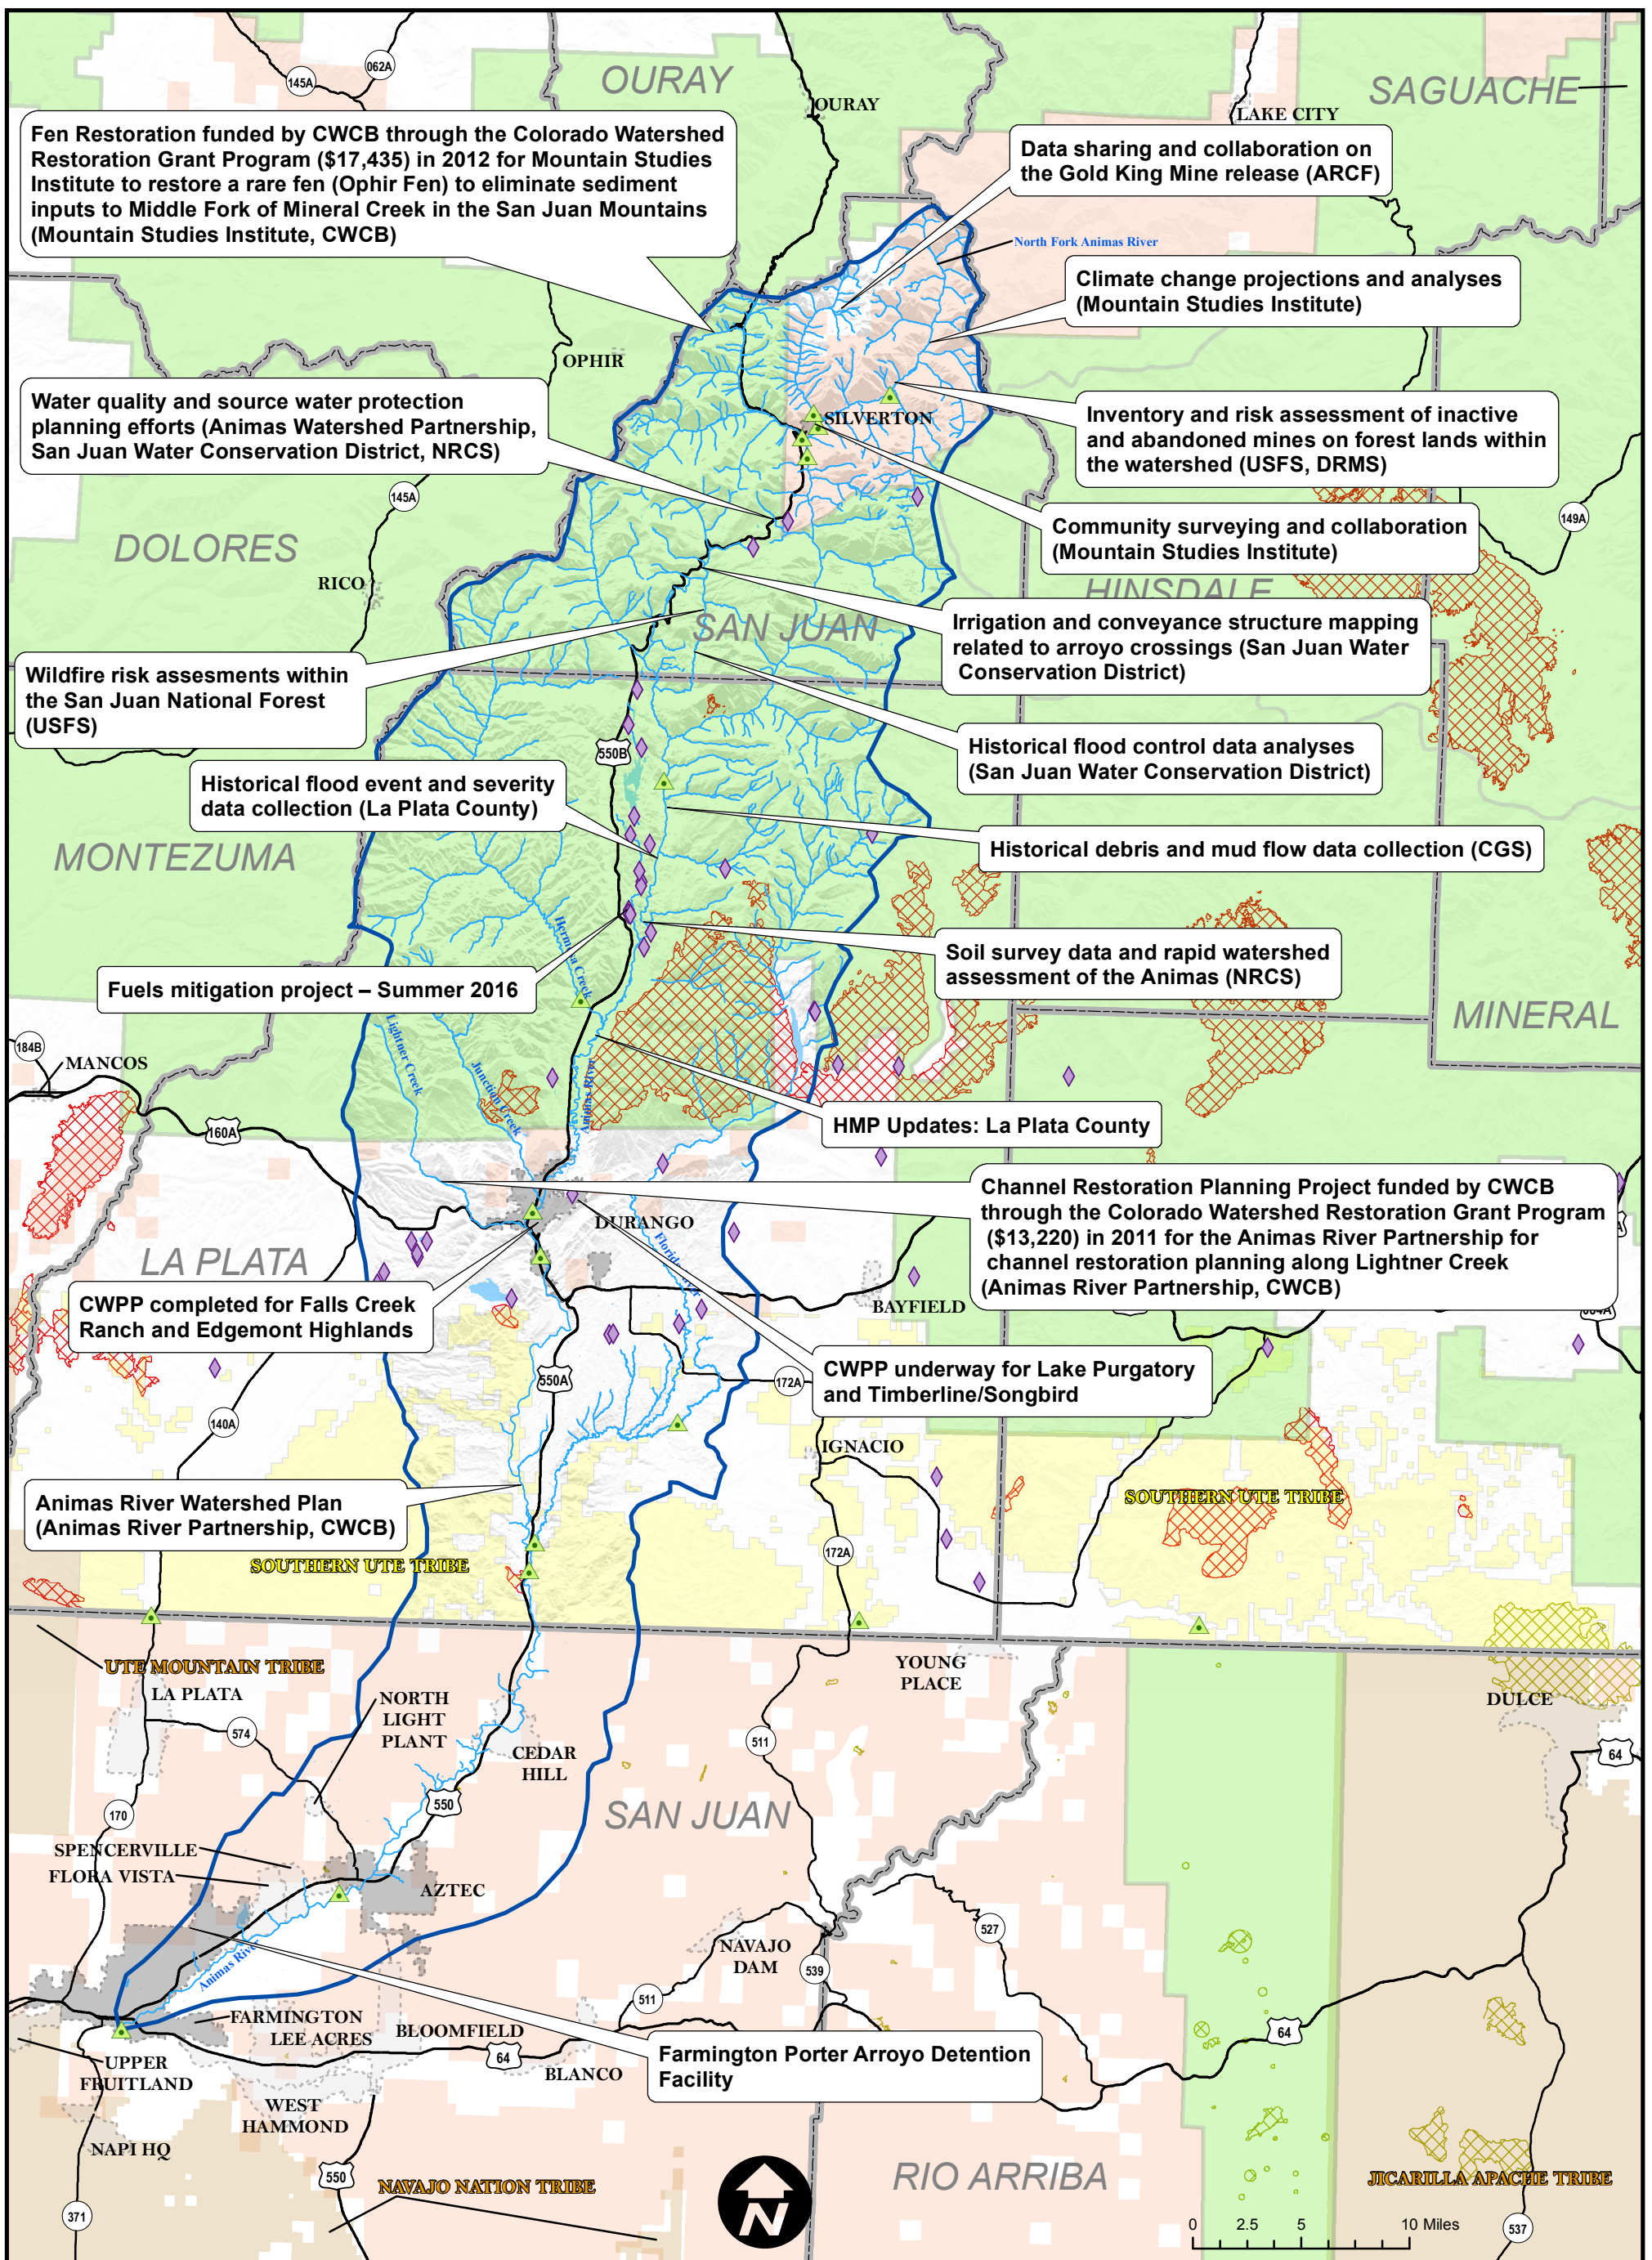 062A
145A
OURAY
SAGUACHE
OURAY
LAKE CITY
Fen Restoration funded by CWCB through the Colorado Watershed
Restoration Grant Program ($17,435) in 2012 for Mountain Studies
Institute to restore a rare fen (Ophir Fen) to eliminate sediment
inputs to Middle Fork of Mineral Creek in the San Juan Mountains
(Mountain Studies Institute, CWCB)
Data sharing and collaboration on
the Gold King Mine release (ARCF)
North Fork Animas River
Climate change projections and analyses
(Mountain Studies Institute)
OPHIR
Water quality and source water protection
planning efforts (Animas Watershed Partnership,
San Juan Water Conservation District, NRCS)
SILVERTON
Inventory and risk assessment of inactive
and abandoned mines on forest lands within
the watershed (USFS, DRMS)
145A
149A
Community surveying and collaboration
(Mountain Studies Institute)
DOLORES
RICO
HINSDALE
SAN JUAN
Irrigation and conveyance structure mapping
related to arroyo crossings (San Juan Water
Conservation District)
Wildfire risk assesments within
the San Juan National Forest
(USFS)
550B
Historical flood control data analyses
(San Juan Water Conservation District)
Historical flood event and severity
data collection (La Plata County)
MONTEZUMA
Historical debris and mud flow data collection (CGS)
Hermosa Creek
Soil survey data and rapid watershed
assessment of the Animas (NRCS)
Fuels mitigation project – Summer 2016
MINERAL
Lightner Creek
184B
MANCOS
Junction Creek
Animas River
160A
HMP Updates: La Plata County
Channel Restoration Planning Project funded by CWCB
through the Colorado Watershed Restoration Grant Program
($13,220) in 2011 for the Animas River Partnership for
channel restoration planning along Lightner Creek
(Animas River Partnership, CWCB)
DURANGO
Florida River
LA PLATA
BAYFIELD
CWPP completed for Falls Creek
Ranch and Edgemont Highlands
CWPP underway for Lake Purgatory
and Timberline/Songbird
550A
172A
140A
IGNACIO
Animas River Watershed Plan
(Animas River Partnership, CWCB)
SOUTHERN UTE TRIBE
172A
SOUTHERN UTE TRIBE
UTE MOUNTAIN TRIBE
YOUNG
PLACE
LA PLATA
NORTH
LIGHT
PLANT
DULCE
574
511
CEDAR
HILL
64
550
SAN JUAN
170
SPENCERVILLE
FLORA VISTA
AZTEC
527
NAVAJO
DAM
539
Animas River
511
FARMINGTON
LEE ACRES
BLOOMFIELD
64
64
BLANCO
Farmington Porter Arroyo Detention
Facility
UPPER
FRUITLAND
WEST
HAMMOND
NAPI HQ
550
NAVAJO NATION TRIBE
N
RIO ARRIBA
JICARILLA APACHE TRIBE
371
0 2.5 5 10 Miles
537